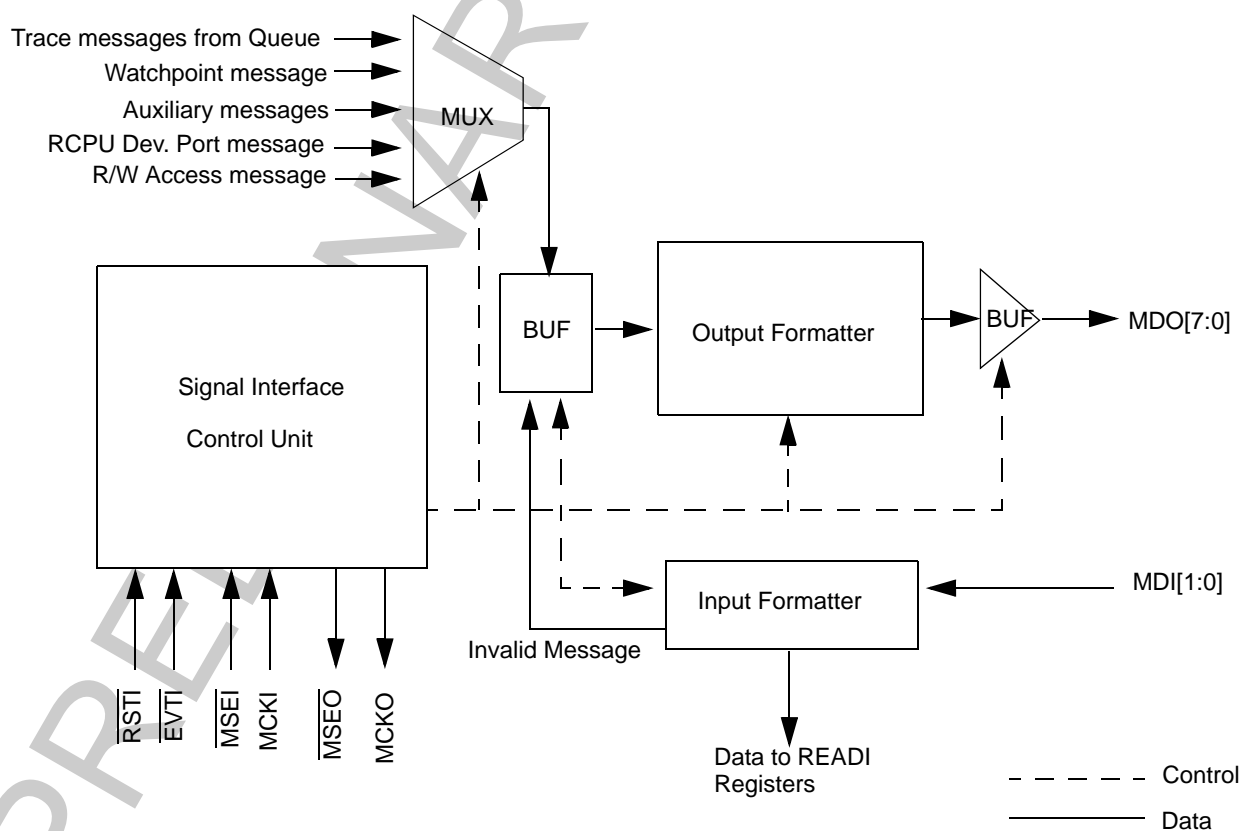 Trace messages from Queue
Watchpoint message
Auxiliary messages
RCPU Dev. Port message
R/W Access message
MUX
Signal Interface
Control Unit
BUF
Output Formatter
BUF
MDO[7:0]
Input Formatter
MDI[1:0]
Invalid Message
RSTI
EVTI
MSEI
MCKI
MSEO
MCKO
Data to READI
Registers
Control
Data